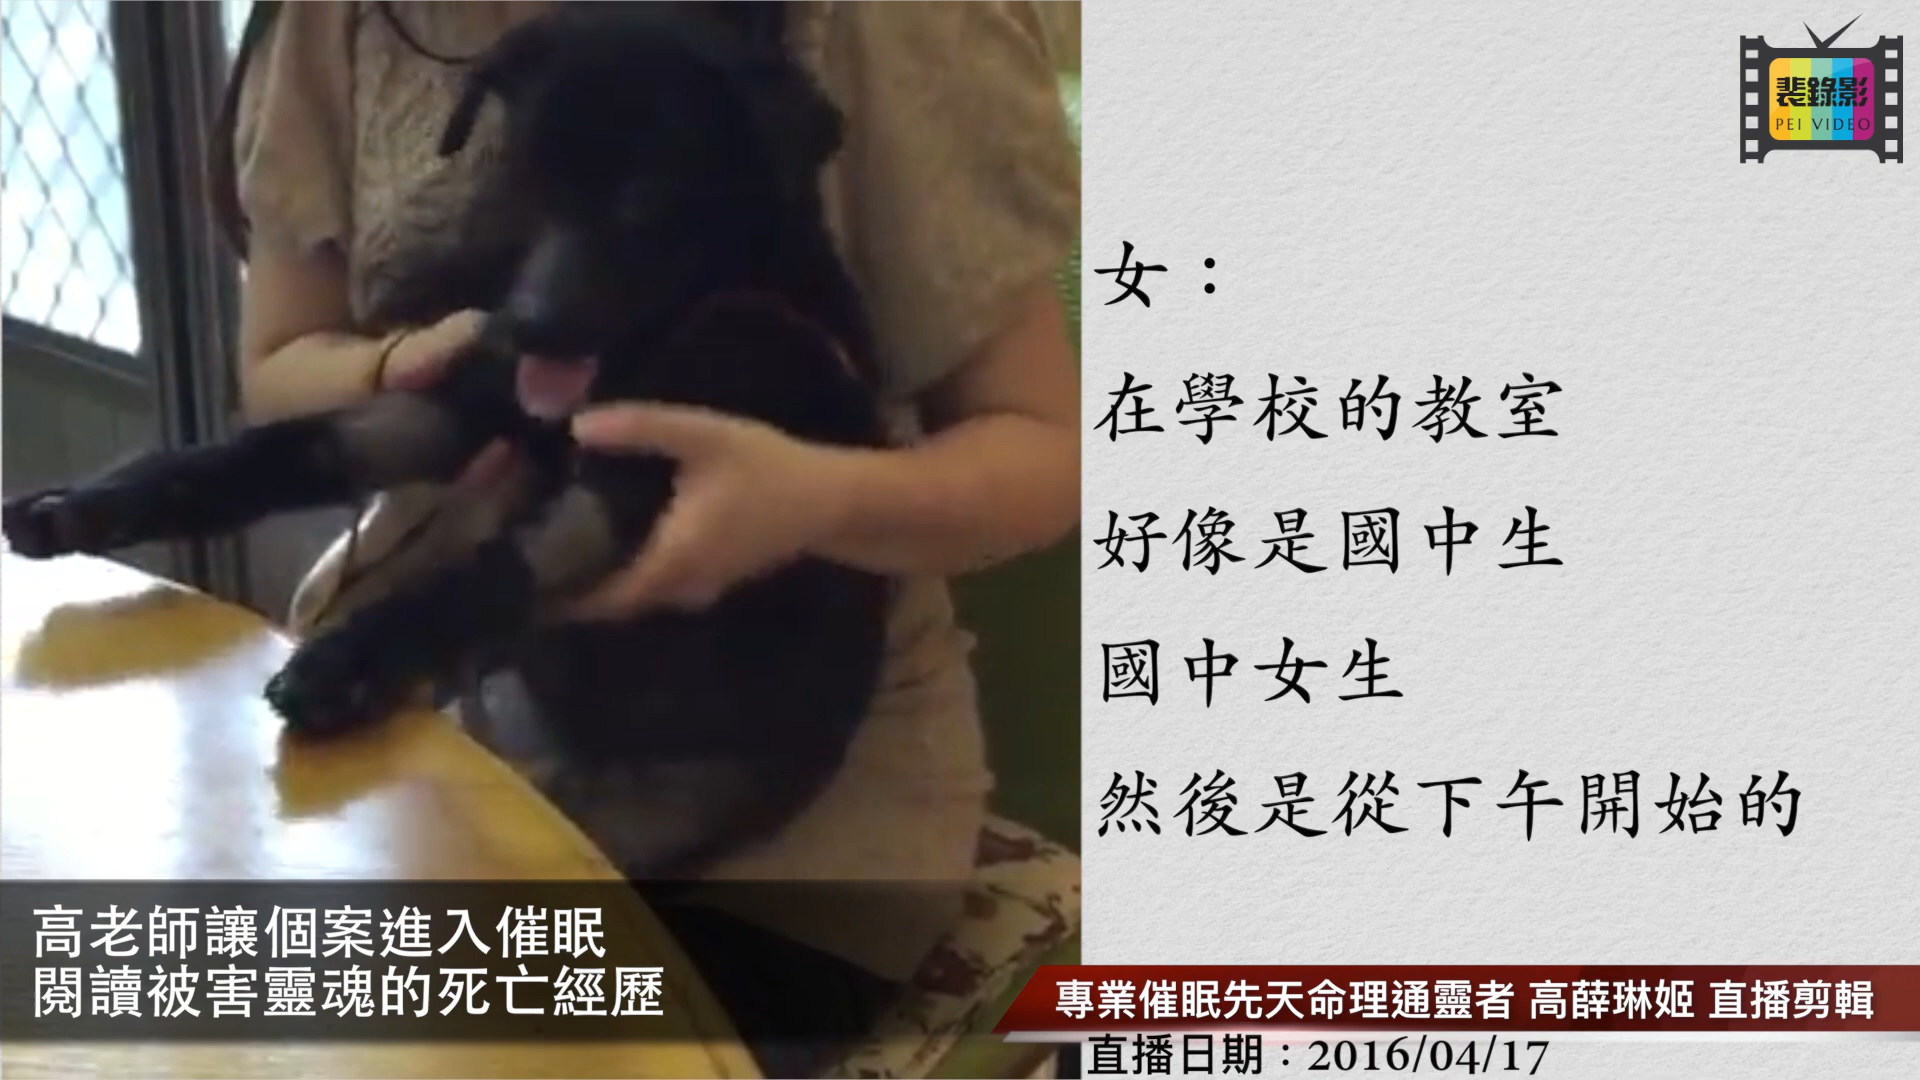 裴錄影
PEI VIDEO
女：
在學校的教室
好像是國中生
國中女生
然後是從下午開始的
高老師讓個案進入催眠
閱讀被害靈魂的死亡經歷
專業催眠先天命理通靈者 高薛琳姬 直播剪輯
直播日期：2016/04/17